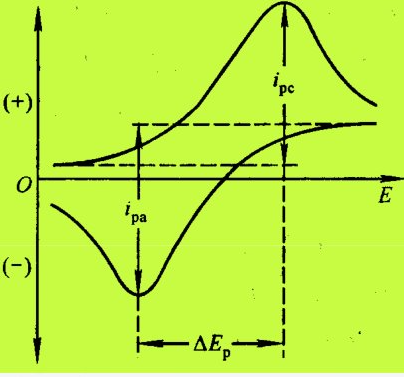 (+)
i_pc
O
E
i_pa
(−)
ΔE_p